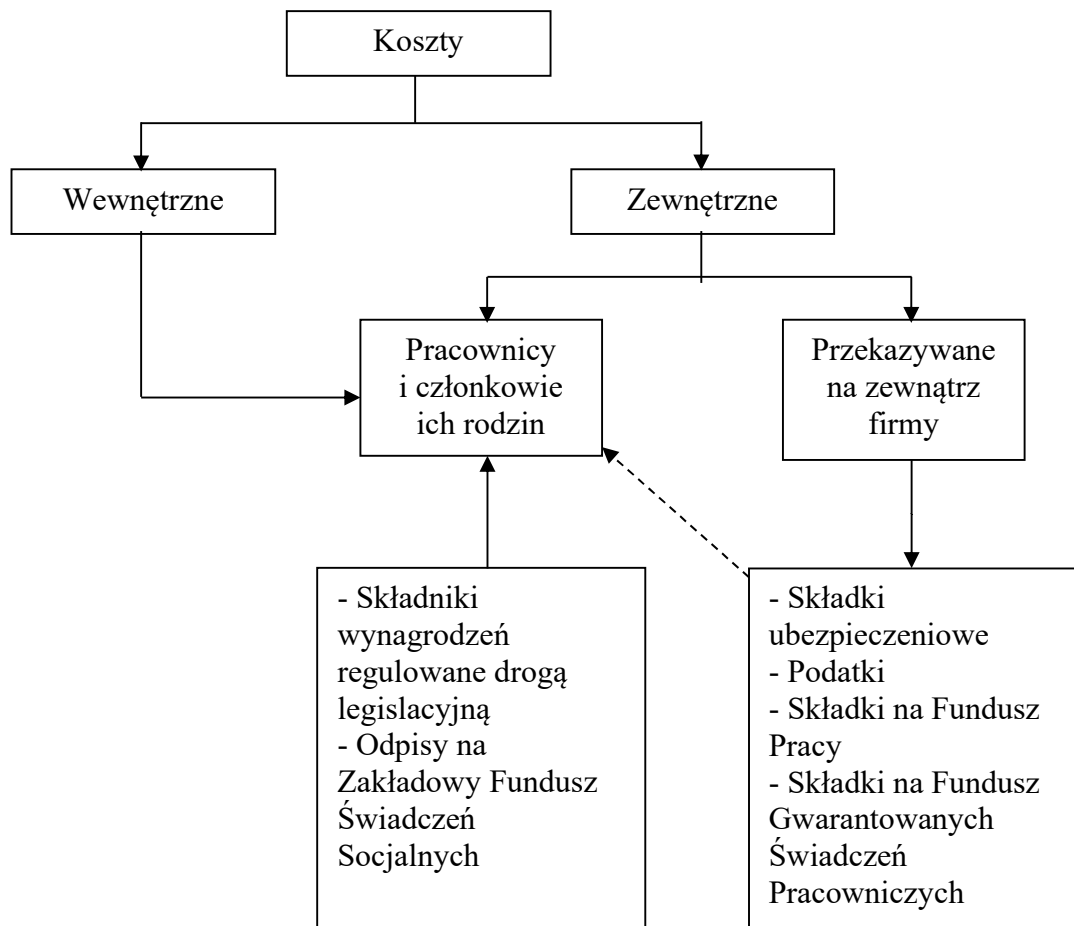 Koszty
Wewnętrzne
Zewnętrzne
Pracownicy
i członkowie
ich rodzin
Przekazywane
na zewnątrz
firmy
- Składniki
wynagrodzeń
regulowane drogą
legislacyjną
- Odpisy na
Zakładowy Fundusz
Świadczeń
Socjalnych
- Składki
ubezpieczeniowe
- Podatki
- Składki na Fundusz
Pracy
- Składki na Fundusz
Gwarantowanych
Świadczeń
Pracowniczych